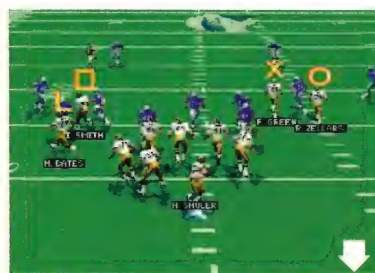 L
X
P. GREEN
R. ZELLARS
I. SMITH
M. BATES
H. SHULER